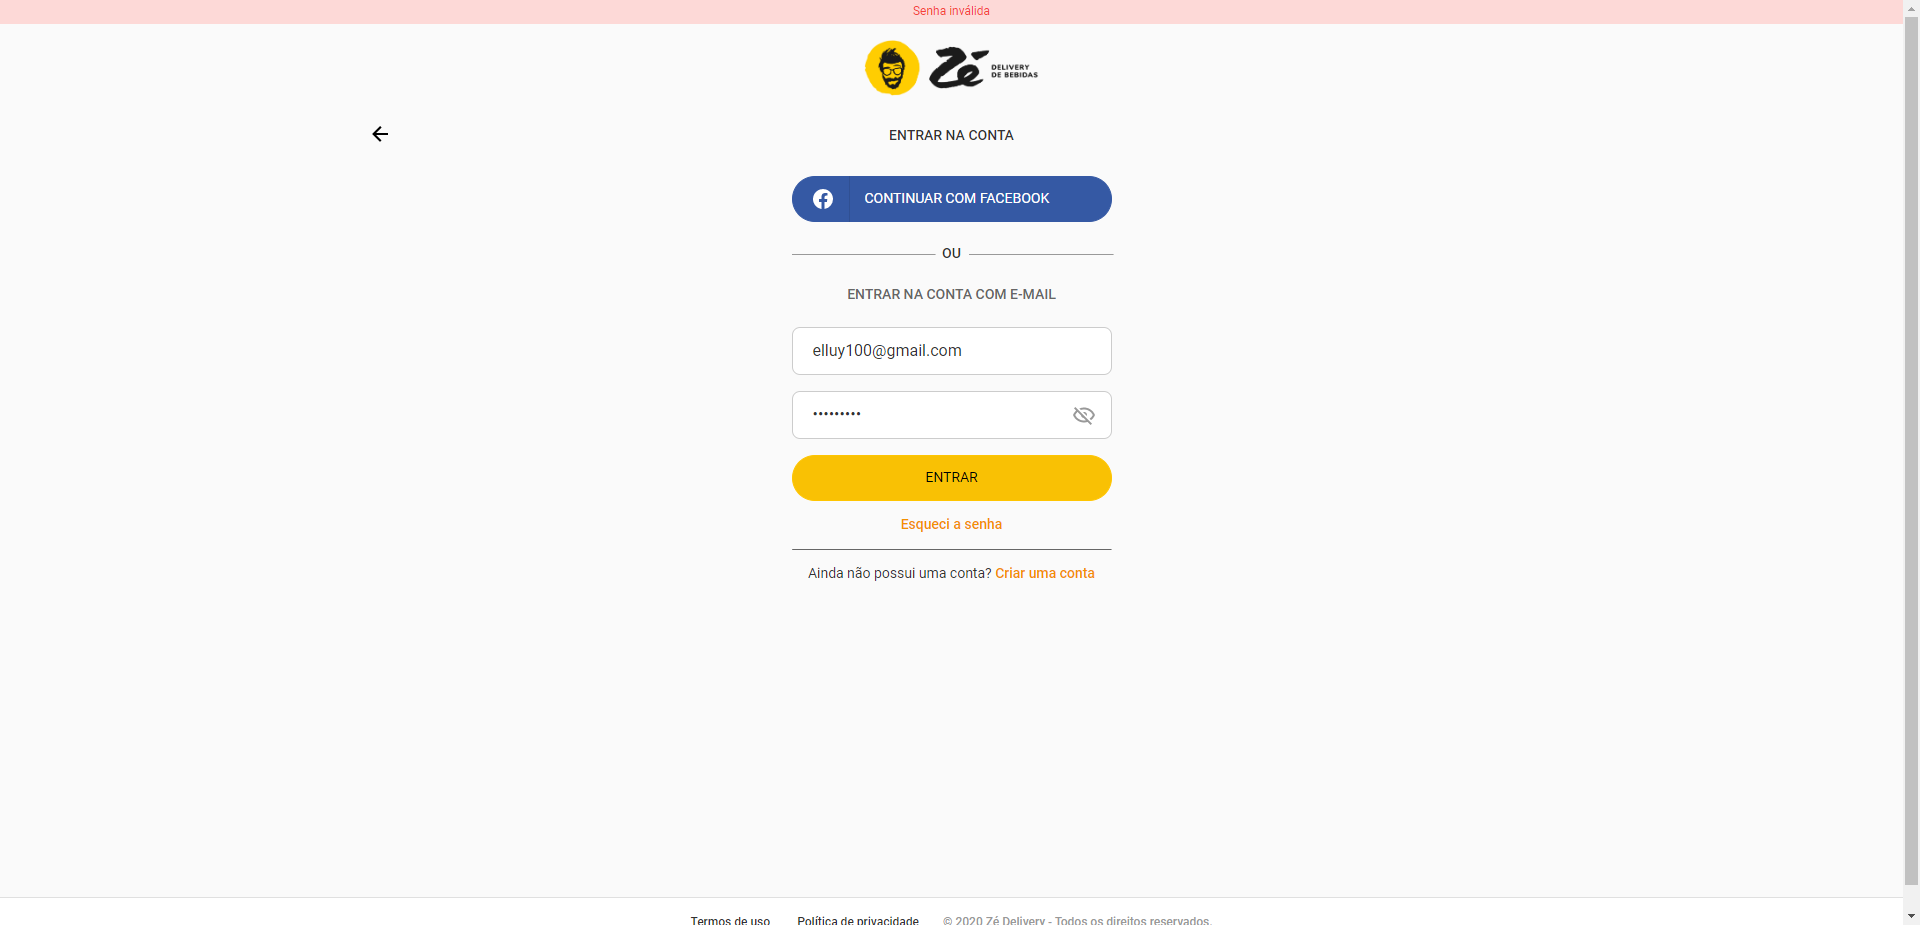 Senha inválida
Zé DELIVERY
DE BEBIDAS
ENTRAR NA CONTA
CONTINUAR COM FACEBOOK
OU
ENTRAR NA CONTA COM E-MAIL
elluy100@gmail.com
•••••••••
ENTRAR
Esqueci a senha
Ainda não possui uma conta? Criar uma conta
Termos de uso Política de privacidade © 2020 Zé Delivery - Todos os direitos reservados.